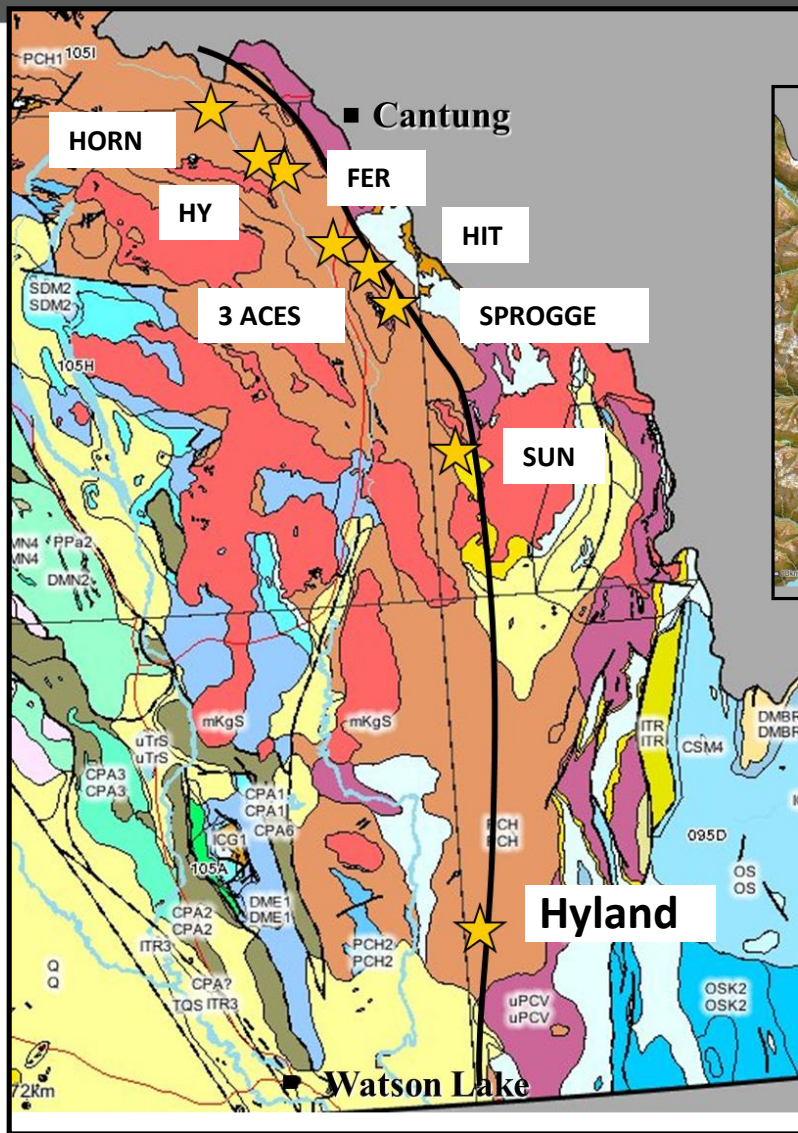 PCH1
105I
Cantung
HORN
FER
HY
HIT
SDM2
SDM2
3 ACES
SPROGGE
105H
SUN
MN4
MN4
PPa2
DMN2
mKgS
mKgS
uTrS
uTrS
ITR
ITR
CSM4
DMBR
DMBR
CPA3
CPA3
CPA1
CPA1
CPA6
PCH
PCH
ICG1
095D
105A
OS
OS
DME1
DME1
Hyland
CPA2
CPA2
ITR3
PCH2
PCH2
Q
Q
CPA?
TQS ITR3
uPCV
uPCV
OSK2
OSK2
72km
Watson Lake